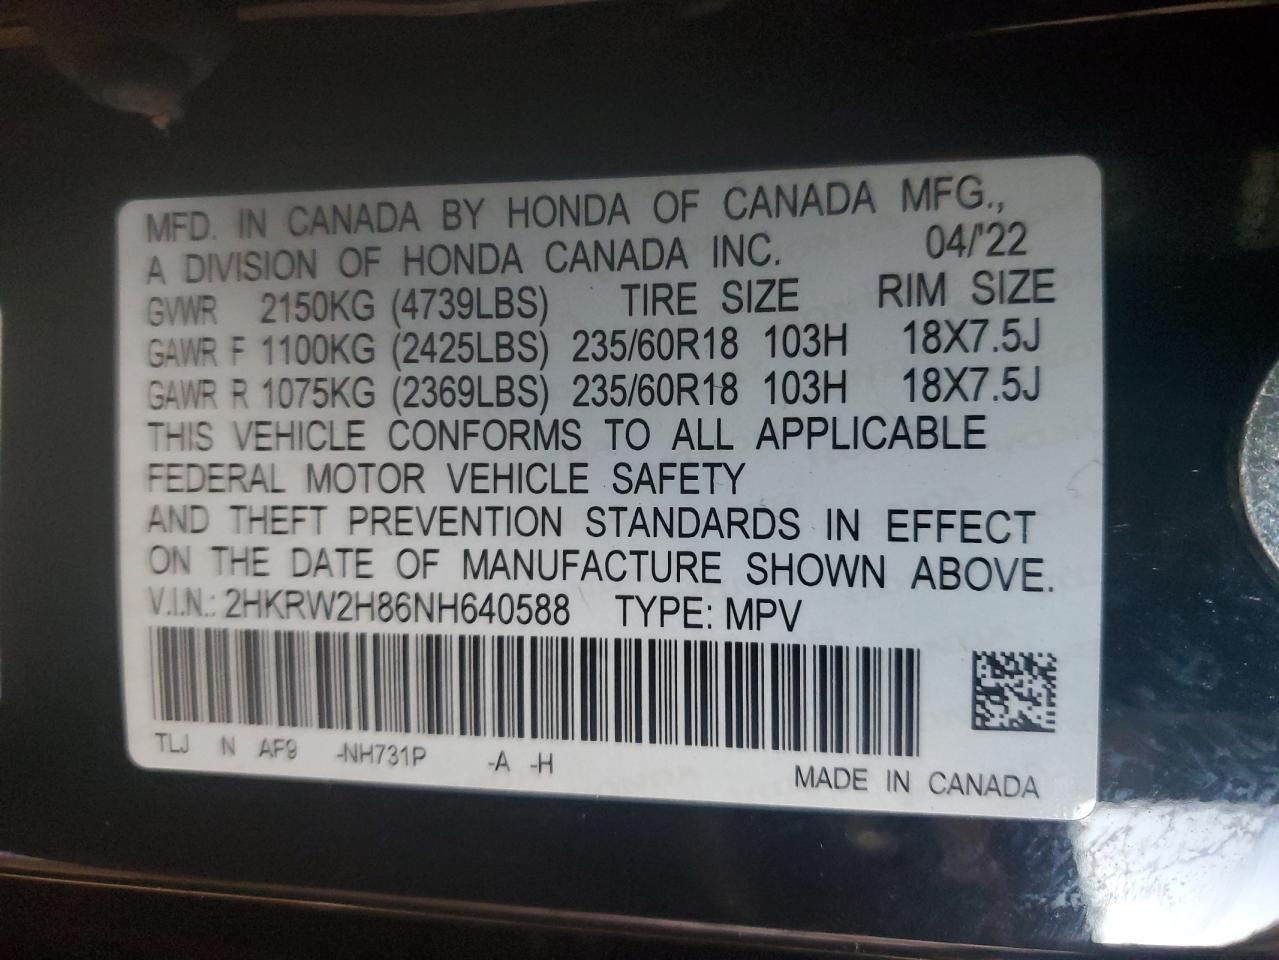 MFD. IN CANADA BY HONDA OF CANADA MFG.,
A DIVISION OF HONDA CANADA INC. 04/'22
GVWR 2150KG (4739LBS) TIRE SIZE RIM SIZE
GAWR F 1100KG (2425LBS) 235/60R18 103H 18X7.5J
GAWR R 1075KG (2369LBS) 235/60R18 103H 18X7.5J
THIS VEHICLE CONFORMS TO ALL APPLICABLE
FEDERAL MOTOR VEHICLE SAFETY
AND THEFT PREVENTION STANDARDS IN EFFECT
ON THE DATE OF MANUFACTURE SHOWN ABOVE.
V.I.N.: 2HKRW2H86NH640588 TYPE: MPV
TLJ N AF9 -NH731P -A -H
MADE IN CANADA